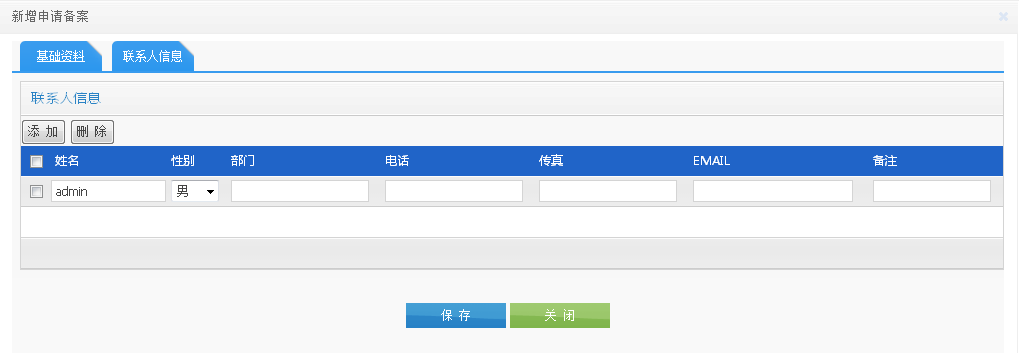 新增申请备案
基础资料 联系人信息
联系人信息
添 加 删 除
姓名 性别 部门 电话 传真 EMAIL 备注
admin 男
保 存 关 闭